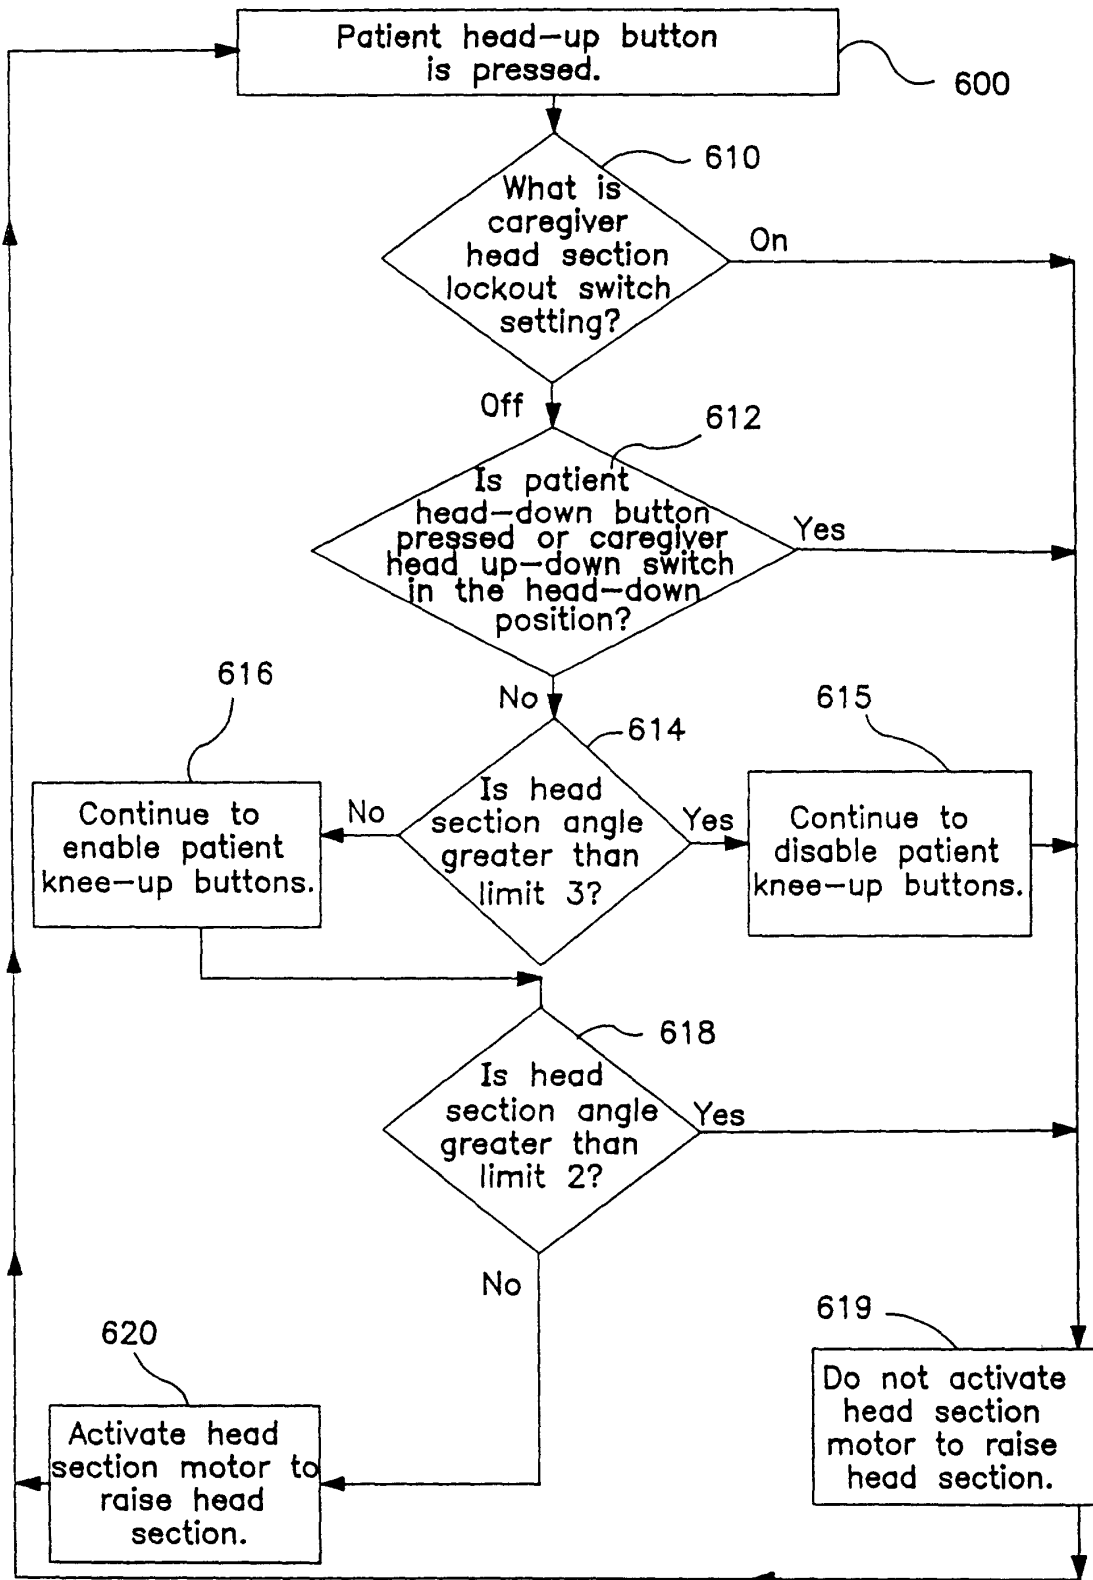 Patient head-up button
is pressed.
600
610
What is
caregiver
head section
lockout switch
setting?
On
Off
612
Is patient
head-down button
pressed or caregiver
head up-down switch
in the head-down
position?
Yes
No
616
614
615
Continue to
enable patient
knee-up buttons.
No
Is head
section angle
greater than
limit 3?
Yes
Continue to
disable patient
knee-up buttons.
618
Is head
section angle
greater than
limit 2?
Yes
No
620
Activate head
section motor to
raise head
section.
619
Do not activate
head section
motor to raise
head section.